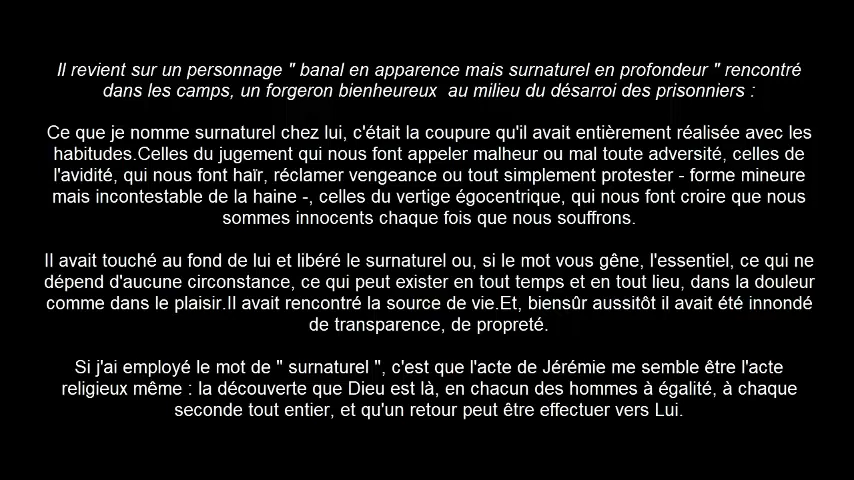 Il revient sur un personnage " banal en apparence mais surnaturel en profondeur " rencontré
dans les camps, un forgeron bienheureux  au milieu du désarroi des prisonniers :
Ce que je nomme surnaturel chez lui, c'était la coupure qu'il avait entièrement réalisée avec les
habitudes.Celles du jugement qui nous font appeler malheur ou mal toute adversité, celles de
l'avidité, qui nous font haïr, réclamer vengeance ou tout simplement protester - forme mineure
mais incontestable de la haine -, celles du vertige égocentrique, qui nous font croire que nous
sommes innocents chaque fois que nous souffrons.
Il avait touché au fond de lui et libéré le surnaturel ou, si le mot vous gêne, l'essentiel, ce qui ne
dépend d'aucune circonstance, ce qui peut exister en tout temps et en tout lieu, dans la douleur
comme dans le plaisir.Il avait rencontré la source de vie.Et, biensûr aussitôt il avait été innondé
de transparence, de propreté.
Si j'ai employé le mot de " surnaturel ", c'est que l'acte de Jérémie me semble être l'acte
religieux même : la découverte que Dieu est là, en chacun des hommes à égalité, à chaque
seconde tout entier, et qu'un retour peut être effectuer vers Lui.